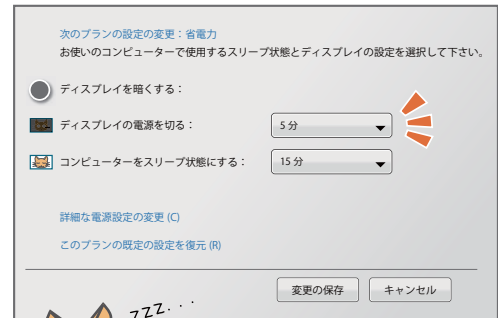 次のプランの設定の変更：省電力
お使いのコンピューターで使用するスリープ状態とディスプレイの設定を選択して下さい。
ディスプレイを暗くする：
ディスプレイの電源を切る：
5 分
コンピューターをスリープ状態にする：
15 分
詳細な電源設定の変更 (C)
このプランの既定の設定を復元 (R)
変更の保存
キャンセル
zzz. . .